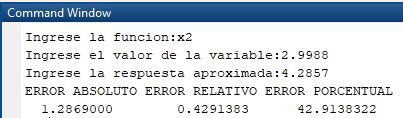 Command Window
Ingrese la funcion:x2
Ingrese el valor de la variable:2.9988
Ingrese la respuesta aproximada:4.2857
ERROR ABSOLUTO ERROR RELATIVO ERROR PORCENTUAL
1.2869000 0.4291383 42.9138322